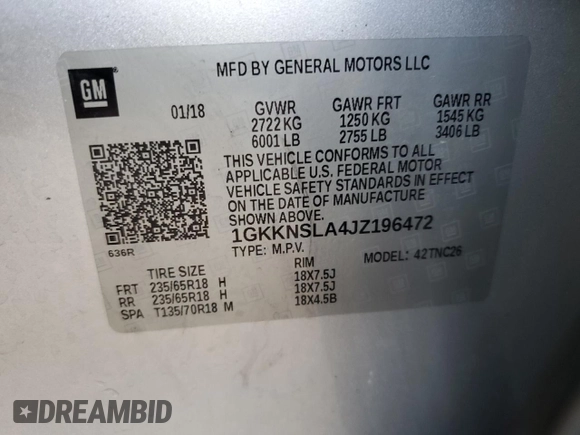 GM
MFD BY GENERAL MOTORS LLC
01/18 GVWR GAWR FRT GAWR RR
2722 KG 1250 KG 1545 KG
6001 LB 2755 LB 3406 LB
THIS VEHICLE CONFORMS TO ALL
APPLICABLE U.S. FEDERAL MOTOR
VEHICLE SAFETY STANDARDS IN EFFECT
ON THE DATE OF MANUFACTURE
SHOWN ABOVE.
1GKKNSLA4JZ196472
636R TYPE: M.P.V. MODEL: 42TNC26
TIRE SIZE RIM
FRT 235/65R18 H 18X7.5J
RR 235/65R18 H 18X7.5J
SPA T135/70R18 M 18X4.5B
DREAMBID